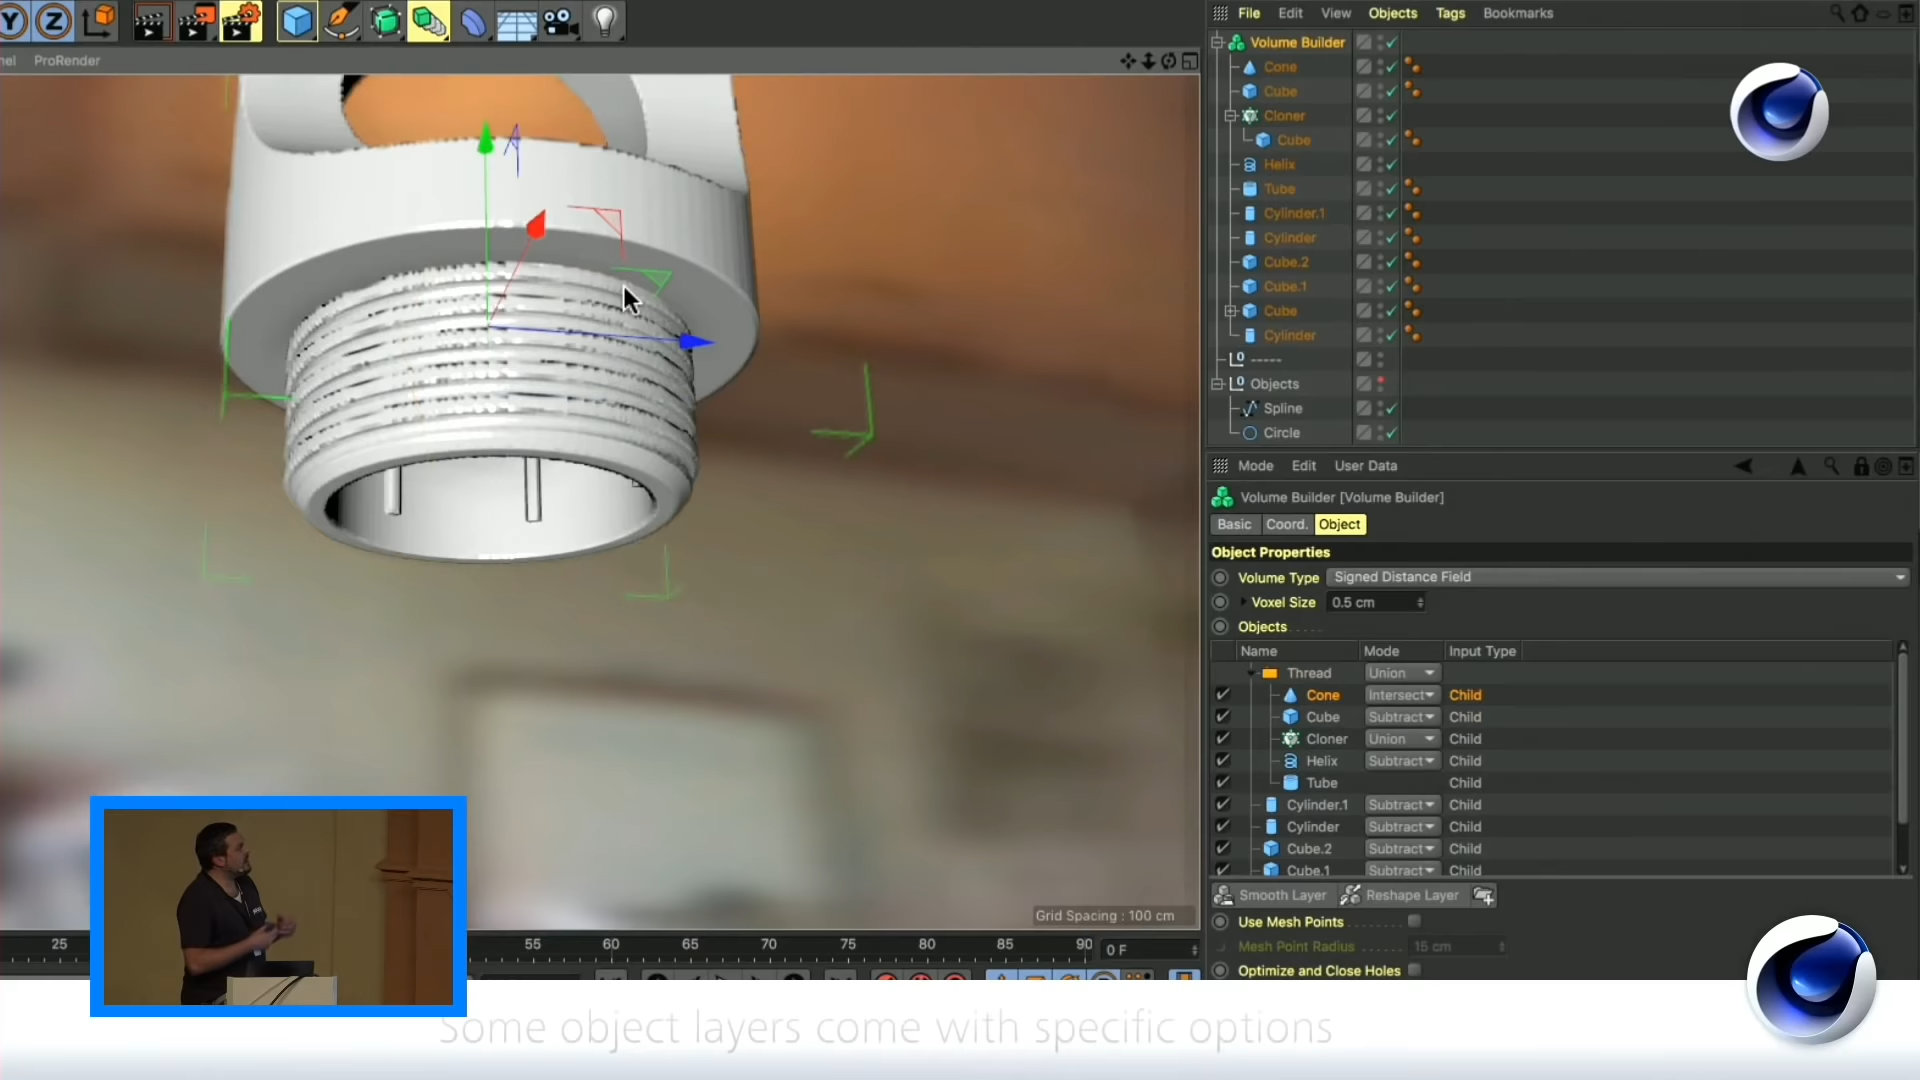 Y Z
File Edit View Objects Tags Bookmarks
ProRender
Volume Builder
Cone
Cube
Cloner
Cube
Helix
Tube
Cylinder.1
Cylinder
Cube.2
Cube.1
Cube
Cylinder
-----
Objects
Spline
Circle
Mode Edit User Data
Volume Builder [Volume Builder]
Basic Coord. Object
Object Properties
Volume Type Signed Distance Field
Voxel Size 0.5 cm
Objects
Name Mode Input Type
Thread Union
Cone Intersect Child
Cube Subtract Child
Cloner Union Child
Helix Subtract Child
Tube Child
Cylinder.1 Subtract Child
Cylinder Subtract Child
Cube.2 Subtract Child
Cube.1 Subtract Child
Smooth Layer Reshape Layer
Use Mesh Points
Mesh Point Radius 15 cm
Optimize and Close Holes
Grid Spacing : 100 cm
25 55 60 65 70 75 80 85 90 0 F
Some object layers come with specific options